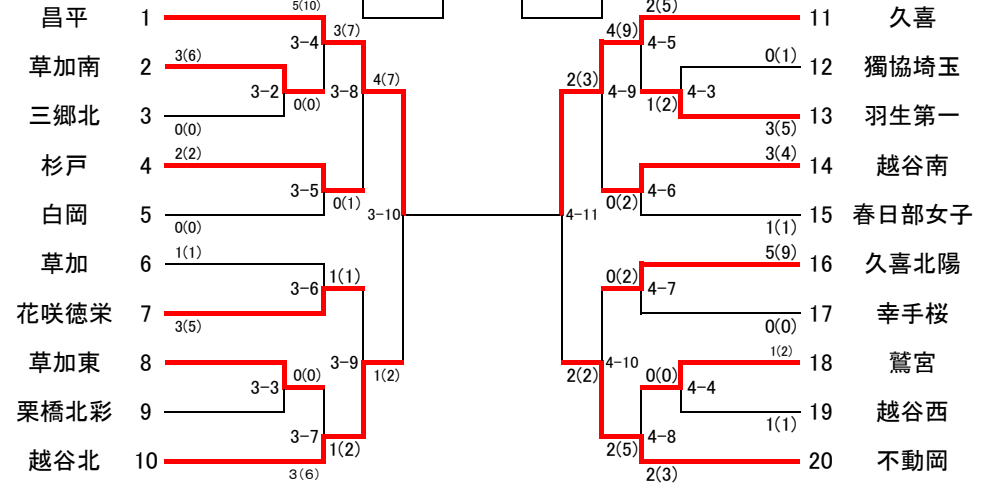 昌平 1 5(10) 2(5) 11 久喜
3(7) 4(9)
3-4 4-5
草加南 2 3(6) 0(1) 12 獨協埼玉
4(7) 2(3)
3-2 3-8 4-9 4-3
0(0) 1(2)
三郷北 3 0(0) 3(5) 13 羽生第一
杉戸 4 2(2) 3(4) 14 越谷南
3-5 4-6
0(1) 0(2)
白岡 5 0(0) 3-10 4-11 1(1) 15 春日部女子
草加 6 1(1) 5(9) 16 久喜北陽
1(1) 0(2)
3-6 4-7
花咲徳栄 7 3(5) 0(0) 17 幸手桜
草加東 8 3-9 4-10 1(2) 18 鷲宮
0(0) 1(2) 2(2) 0(0)
3-3 4-4
栗橋北彩 9 1(1) 19 越谷西
3-7 4-8
1(2) 2(5)
越谷北 10 3(6) 2(3) 20 不動岡